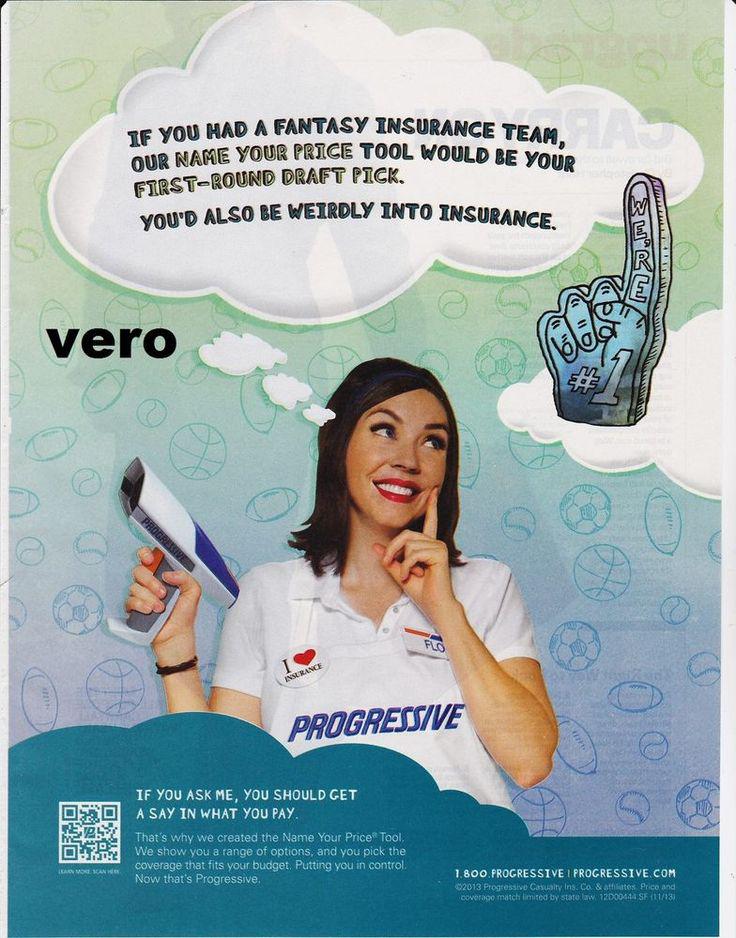 IF YOU HAD A FANTASY INSURANCE TEAM,
OUR NAME YOUR PRICE TOOL WOULD BE YOUR
FIRST-ROUND DRAFT PICK.
YOU'D ALSO BE WEIRDLY INTO INSURANCE.
WE'RE
#1
vero
PROGRESSIVE
FLO
I ❤ INSURANCE
PROGRESSIVE
IF YOU ASK ME, YOU SHOULD GET
A SAY IN WHAT YOU PAY.
That's why we created the Name Your Price® Tool.
We show you a range of options, and you pick the
coverage that fits your budget. Putting you in control.
Now that's Progressive.
LEARN MORE. SCAN HERE.
1.800.PROGRESSIVE | PROGRESSIVE.COM
©2013 Progressive Casualty Ins. Co. & affiliates. Price and
coverage match limited by state law. 12D00444.SF (11/13)